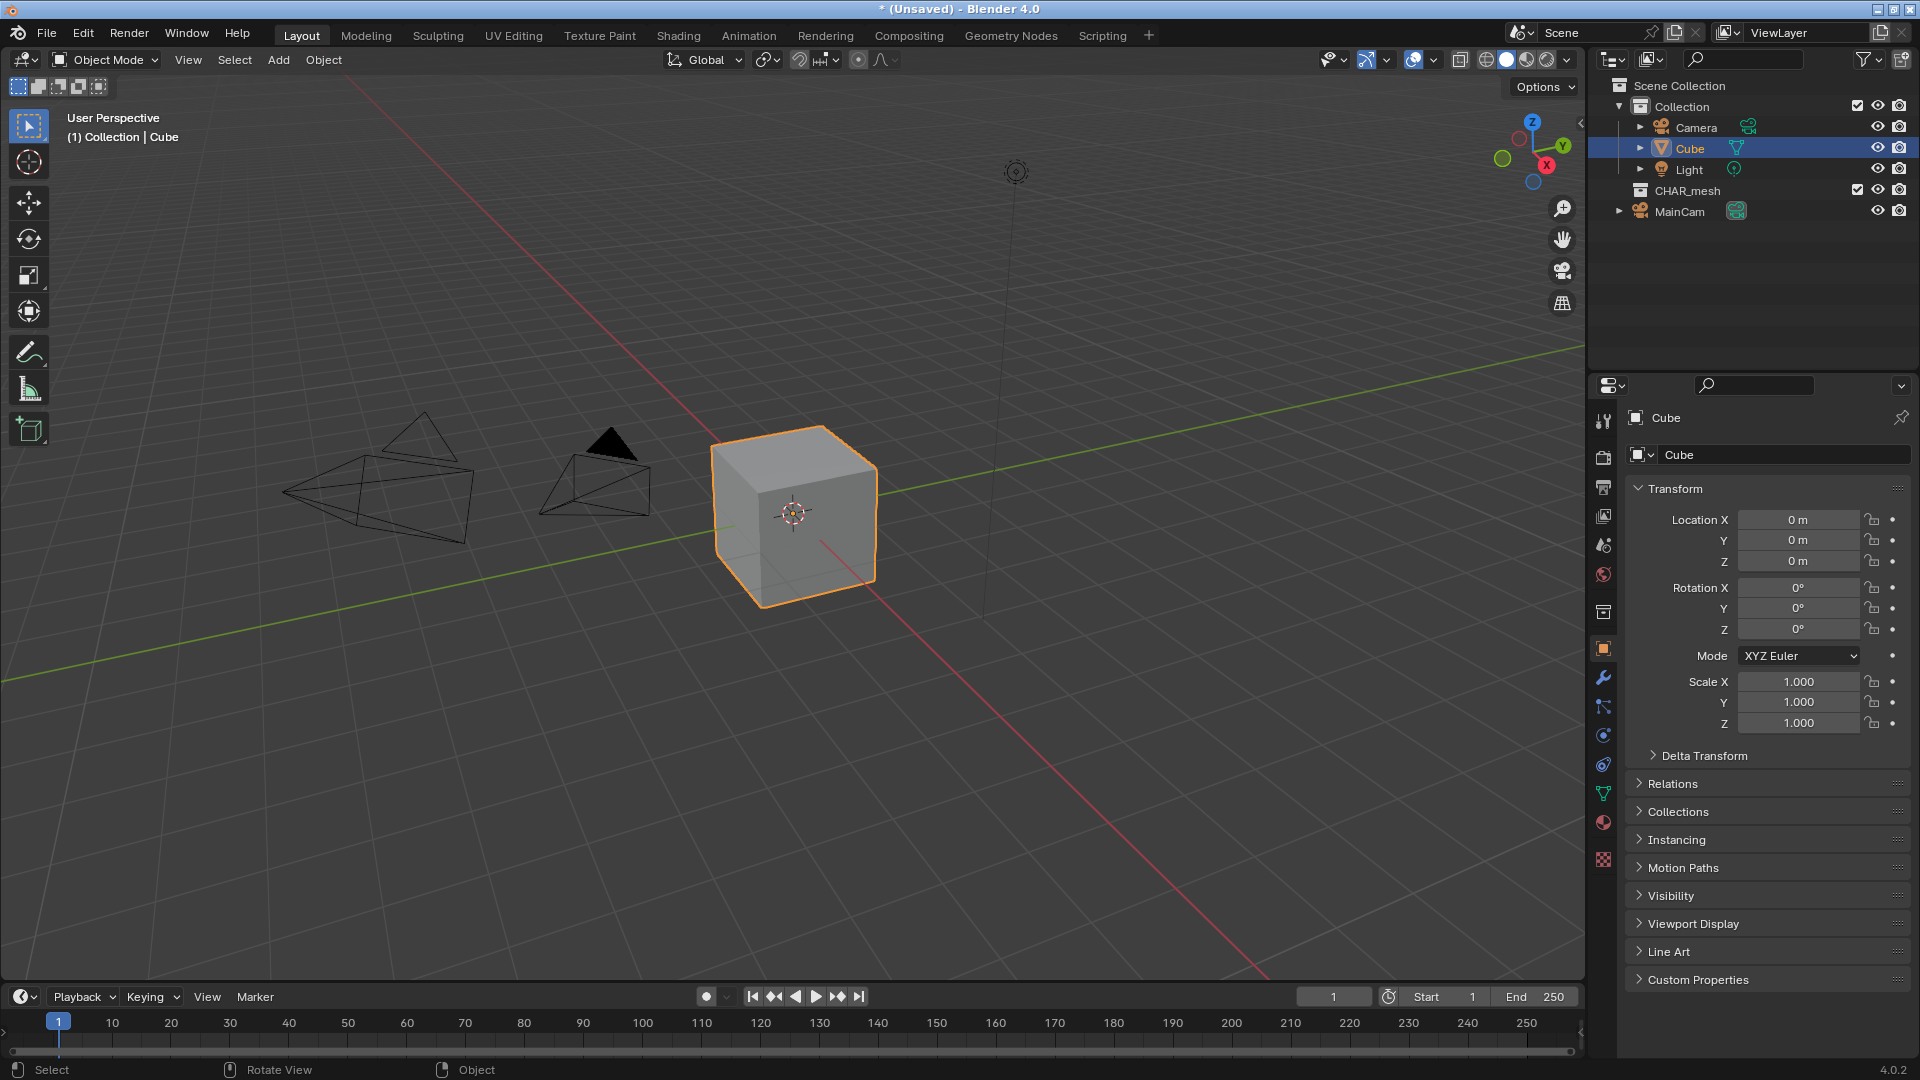 * (Unsaved) - Blender 4.0
File Edit Render Window Help Layout Modeling Sculpting UV Editing Texture Paint Shading Animation Rendering Compositing Geometry Nodes Scripting + Scene ViewLayer
Object Mode View Select Add Object Global
Options
User Perspective
(1) Collection | Cube
Z
Y
X
Scene Collection
Collection
Camera
Cube
Light
CHAR_mesh
MainCam
Cube
Cube
Transform
Location X 0 m
Y 0 m
Z 0 m
Rotation X 0°
Y 0°
Z 0°
Mode XYZ Euler
Scale X 1.000
Y 1.000
Z 1.000
Delta Transform
Relations
Collections
Instancing
Motion Paths
Visibility
Viewport Display
Line Art
Custom Properties
Playback Keying View Marker 1 Start 1 End 250
1 10 20 30 40 50 60 70 80 90 100 110 120 130 140 150 160 170 180 190 200 210 220 230 240 250
Select Rotate View Object 4.0.2